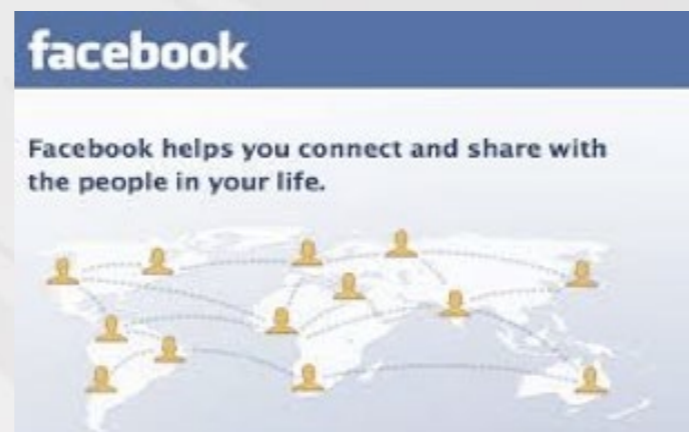 facebook
Facebook helps you connect and share with
the people in your life.